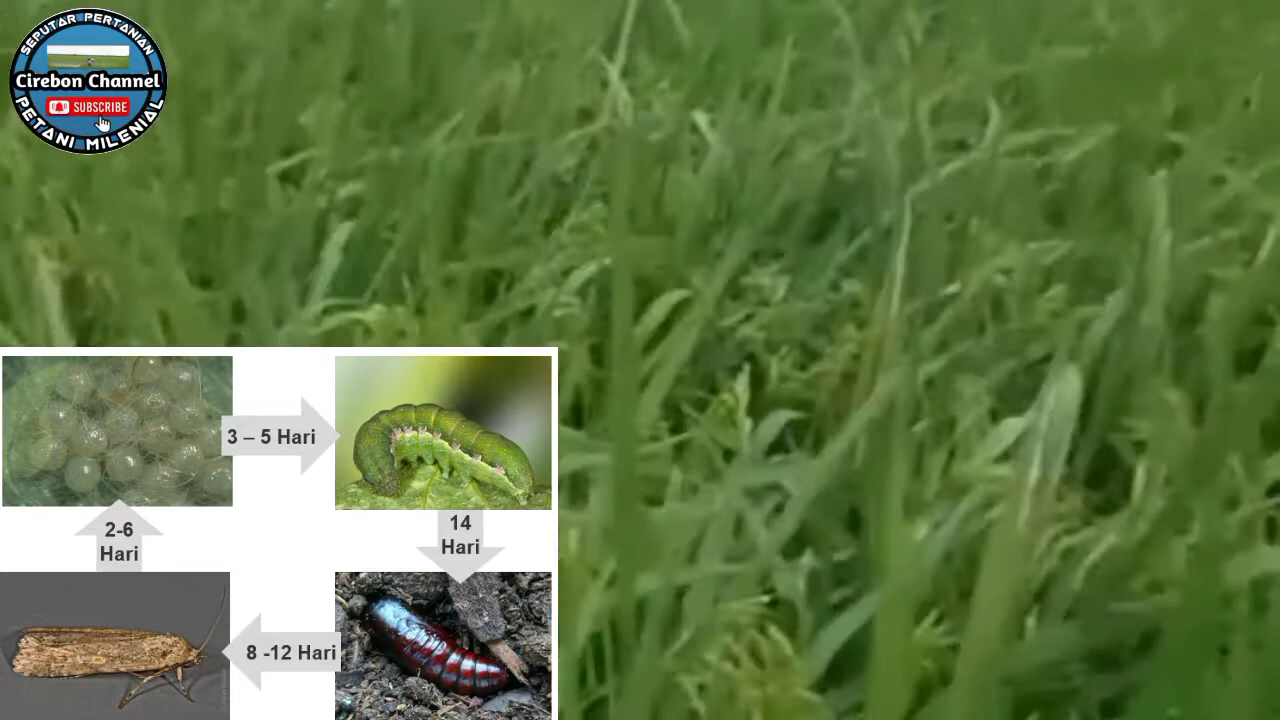 SEPUTAR PERTANIAN
Cirebon Channel
SUBSCRIBE
PETANI MILENIAL
3 – 5 Hari
14
Hari
2-6
Hari
8 -12 Hari